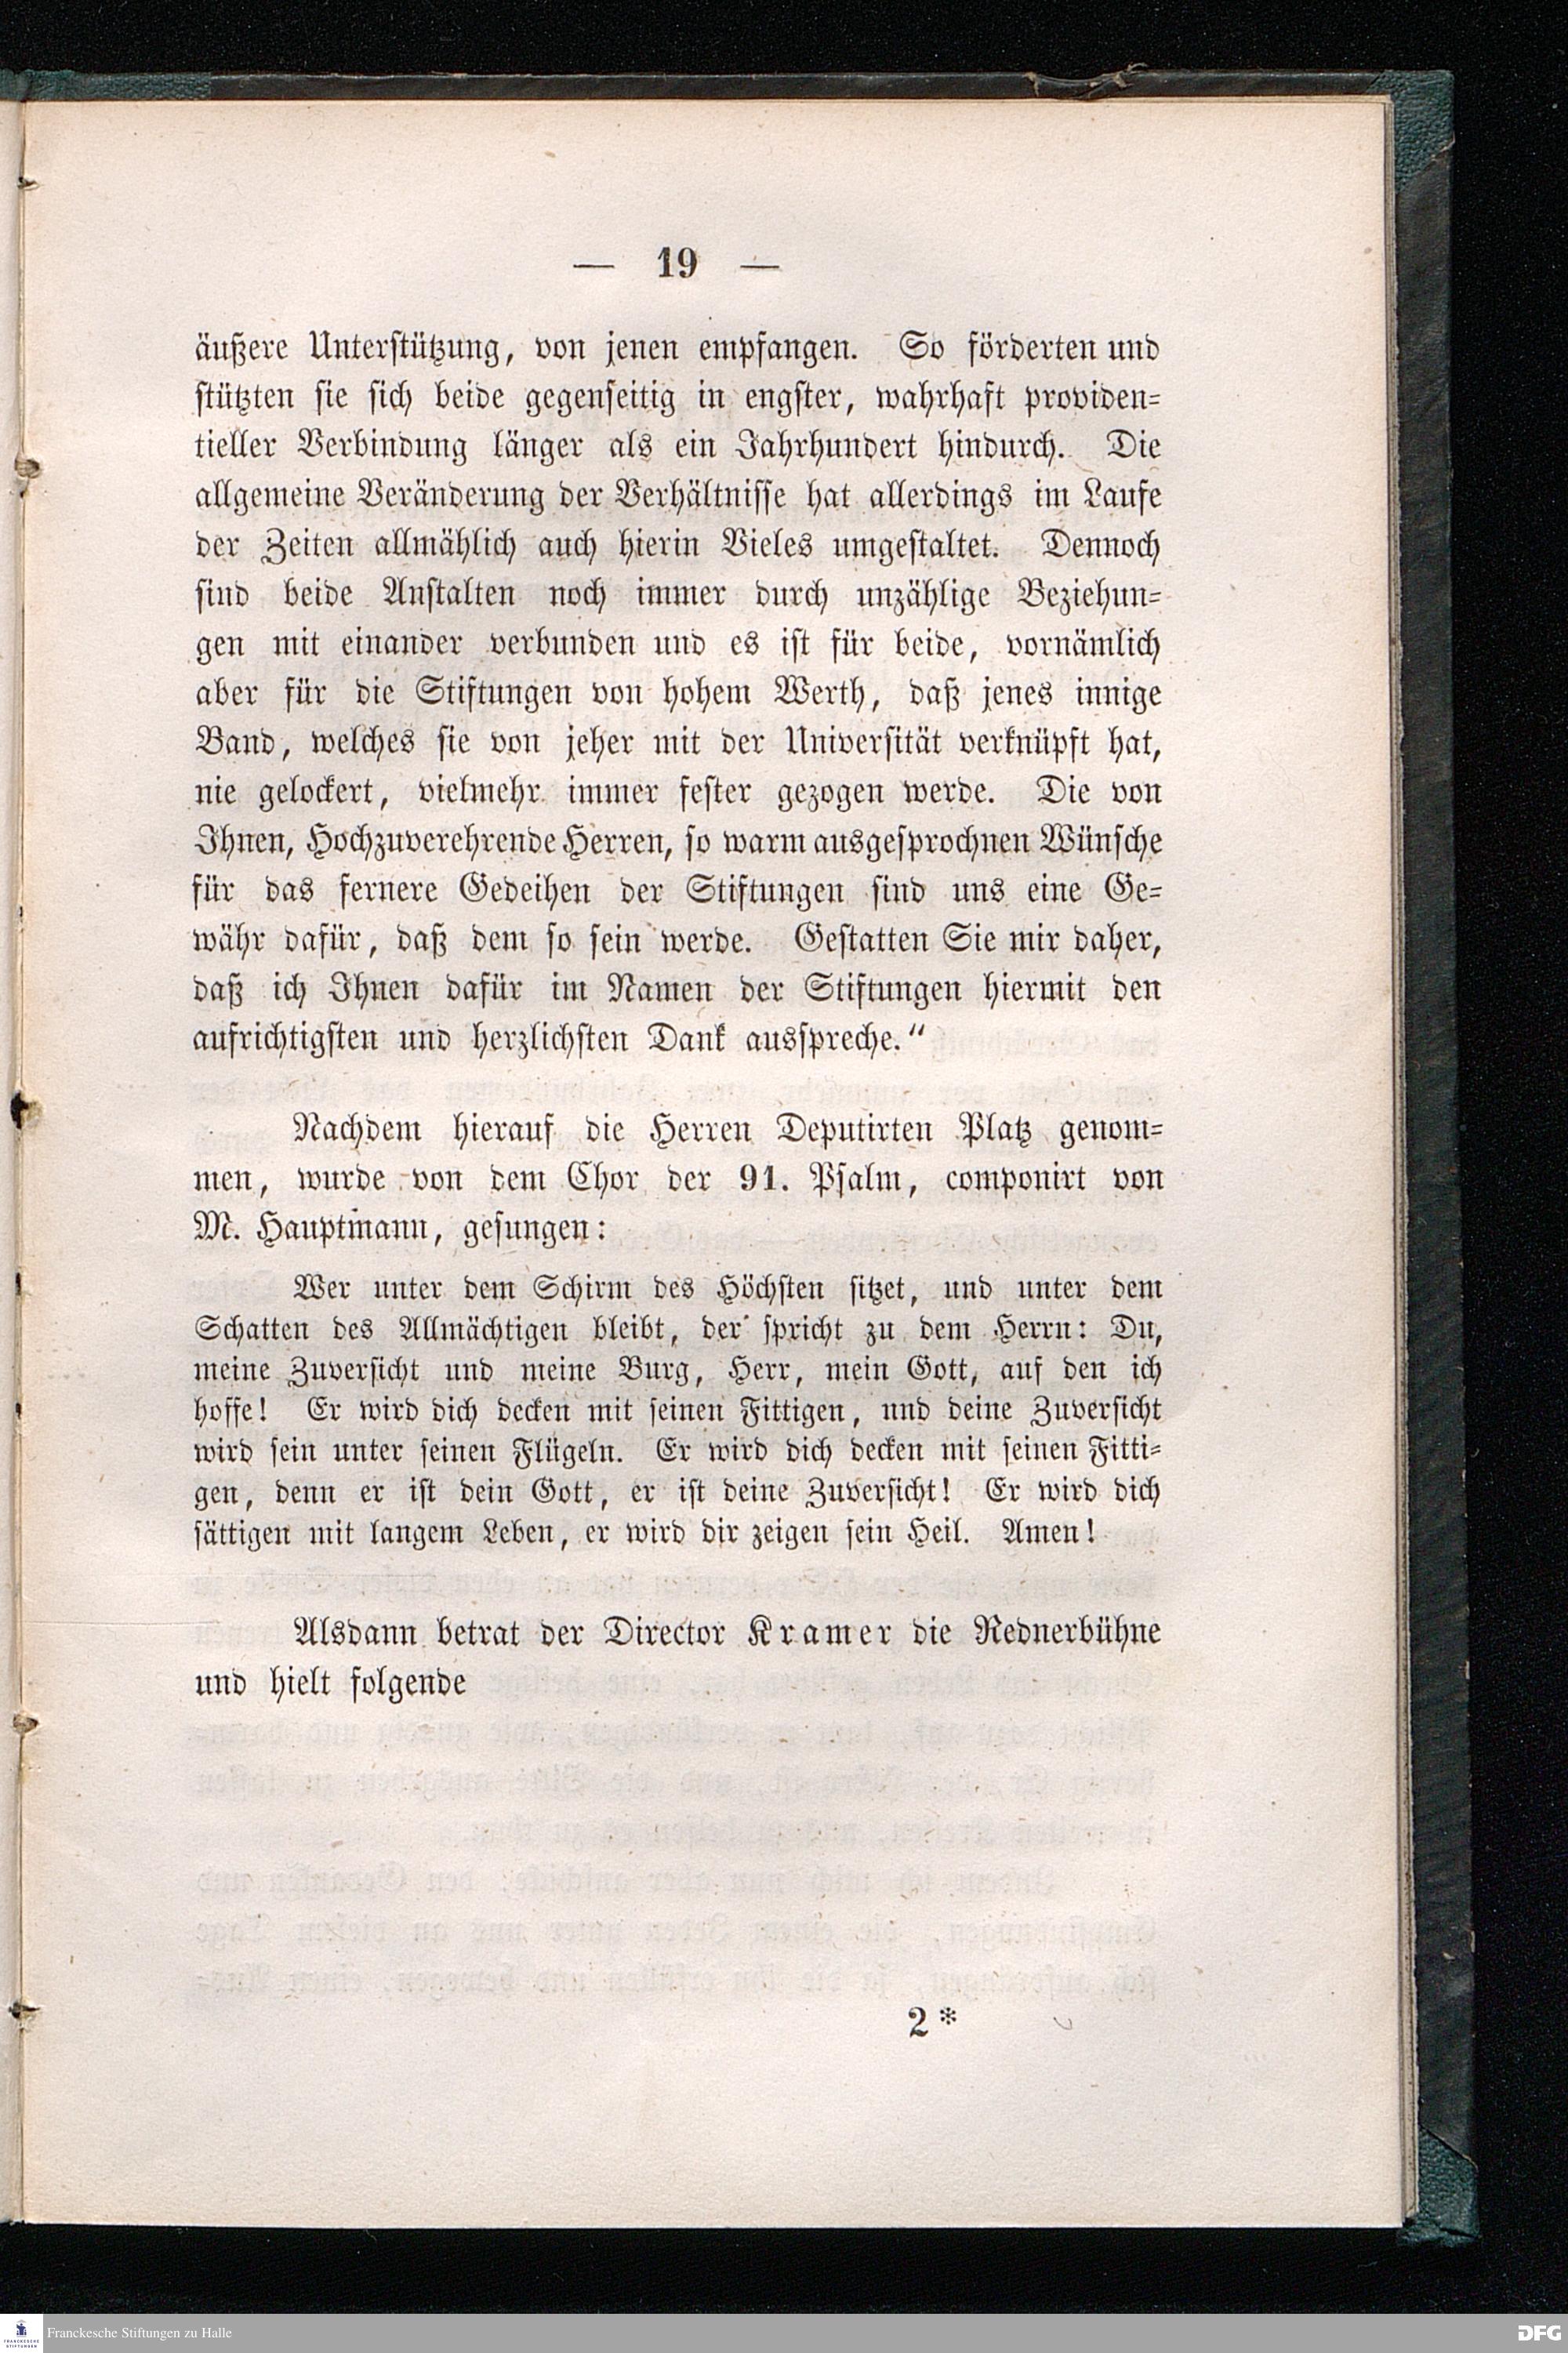 — 19 —
äußere Unterstützung, von jenen empfangen. So förderten und
stützten sie sich beide gegenseitig in engster, wahrhaft providen-
tieller Verbindung länger als ein Jahrhundert hindurch. Die
allgemeine Veränderung der Verhältnisse hat allerdings im Laufe
der Zeiten allmählich auch hierin Vieles umgestaltet. Dennoch
sind beide Anstalten noch immer durch unzählige Beziehun-
gen mit einander verbunden und es ist für beide, vornämlich
aber für die Stiftungen von hohem Werth, daß jenes innige
Band, welches sie von jeher mit der Universität verknüpft hat,
nie gelockert, vielmehr immer fester gezogen werde. Die von
Ihnen, Hochzuverehrende Herren, so warm ausgesprochnen Wünsche
für das fernere Gedeihen der Stiftungen sind uns eine Ge-
währ dafür, daß dem so sein werde. Gestatten Sie mir daher,
daß ich Ihnen dafür im Namen der Stiftungen hiermit den
aufrichtigsten und herzlichsten Dank ausspreche.“
Nachdem hierauf die Herren Deputirten Platz genom-
men, wurde von dem Chor der 91. Psalm, componirt von
M. Hauptmann, gesungen:
Wer unter dem Schirm des Höchsten sitzet, und unter dem
Schatten des Allmächtigen bleibt, der spricht zu dem Herrn: Du,
meine Zuversicht und meine Burg, Herr, mein Gott, auf den ich
hoffe! Er wird dich decken mit seinen Fittigen, und deine Zuversicht
wird sein unter seinen Flügeln. Er wird dich decken mit seinen Fitti-
gen, denn er ist dein Gott, er ist deine Zuversicht! Er wird dich
sättigen mit langem Leben, er wird dir zeigen sein Heil. Amen!
Alsdann betrat der Director Kramer die Rednerbühne
und hielt folgende
2*
FRANCKESCHE STIFTUNGEN
Franckesche Stiftungen zu Halle
DFG